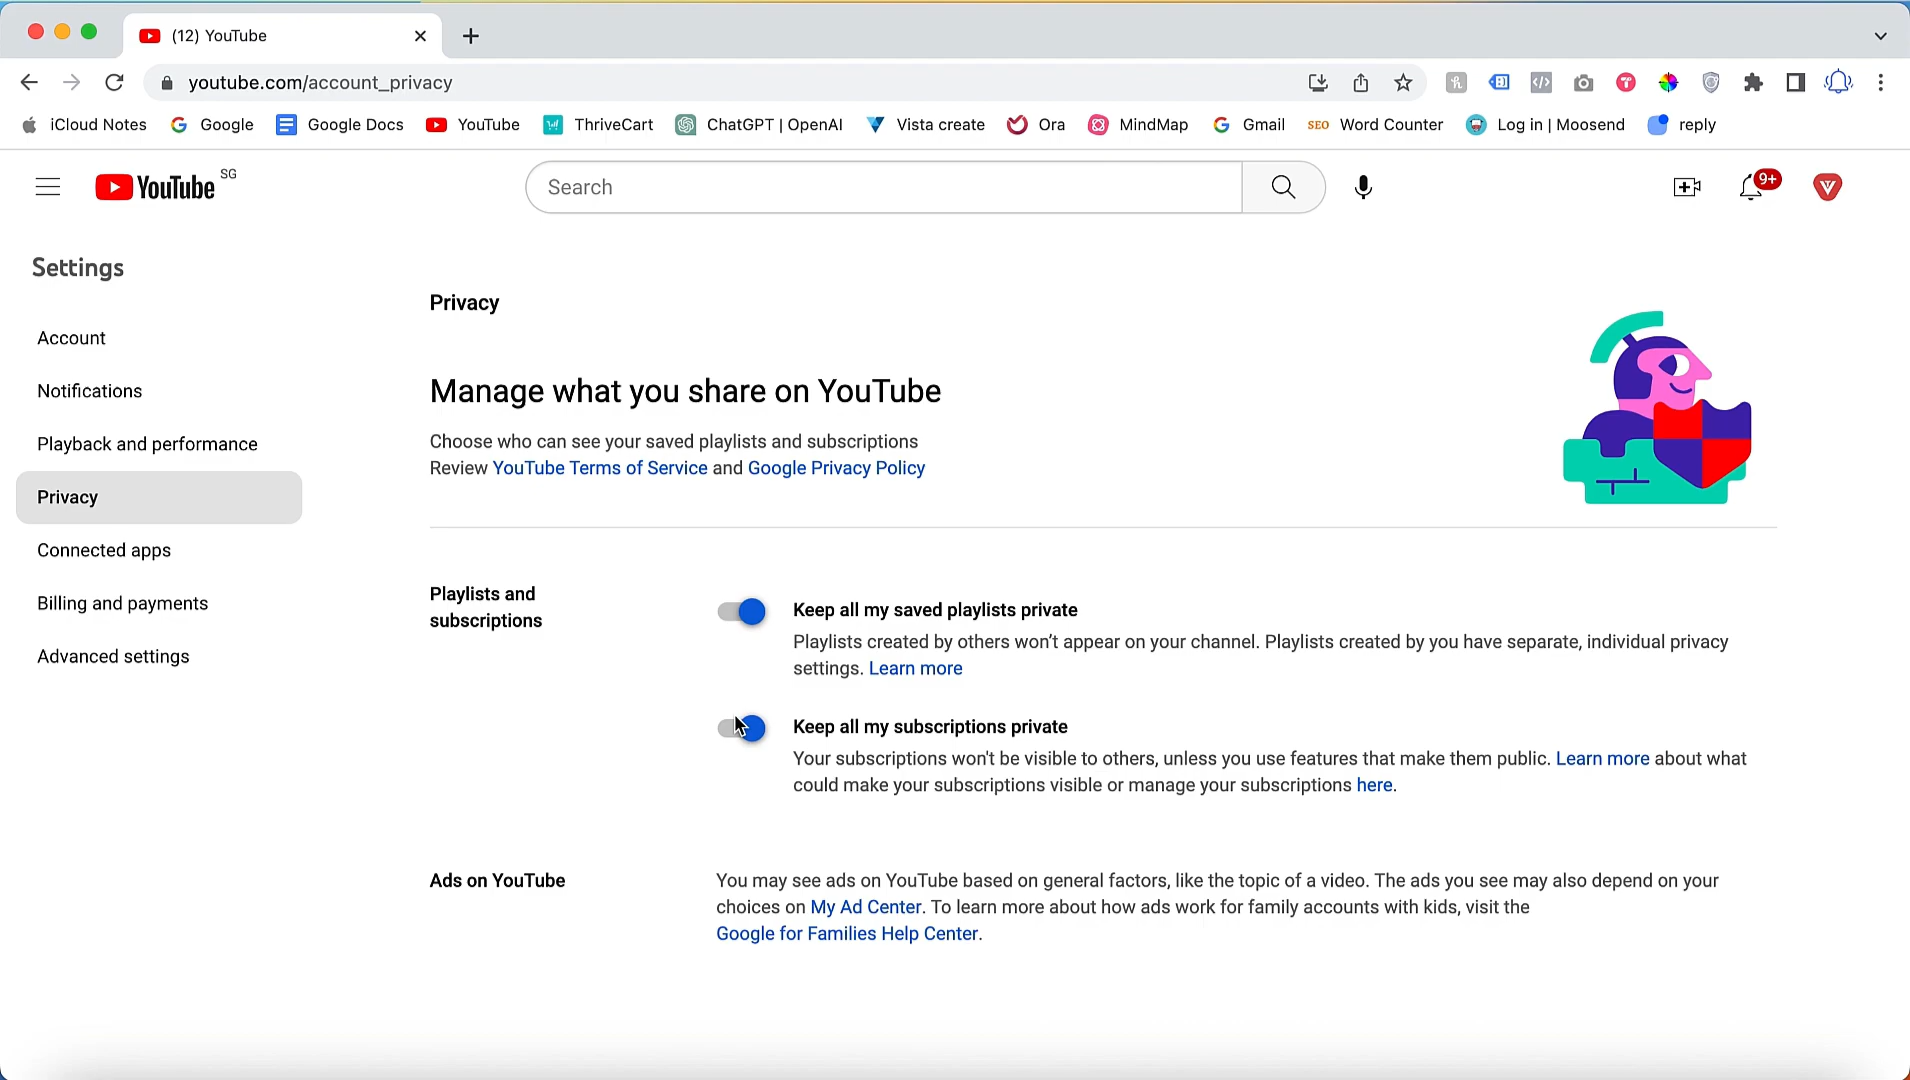 (12) YouTube
youtube.com/account_privacy
iCloud Notes Google Google Docs YouTube ThriveCart ChatGPT | OpenAI Vista create Ora MindMap Gmail SEO Word Counter Log in | Moosend reply
YouTube SG
Search
9+
Settings
Account
Notifications
Playback and performance
Privacy
Connected apps
Billing and payments
Advanced settings
Privacy
Manage what you share on YouTube
Choose who can see your saved playlists and subscriptions
Review YouTube Terms of Service and Google Privacy Policy
Playlists and
subscriptions
Keep all my saved playlists private
Playlists created by others won’t appear on your channel. Playlists created by you have separate, individual privacy
settings. Learn more
Keep all my subscriptions private
Your subscriptions won't be visible to others, unless you use features that make them public. Learn more about what
could make your subscriptions visible or manage your subscriptions here.
Ads on YouTube
You may see ads on YouTube based on general factors, like the topic of a video. The ads you see may also depend on your
choices on My Ad Center. To learn more about how ads work for family accounts with kids, visit the
Google for Families Help Center.